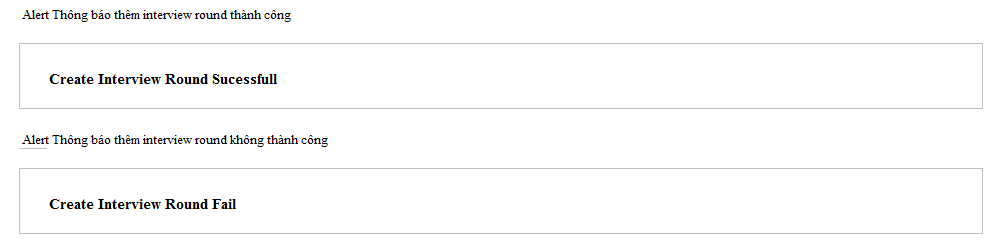 Alert Thông báo thêm interview round thành công
Create Interview Round Sucessfull
Alert Thông báo thêm interview round không thành công
Create Interview Round Fail